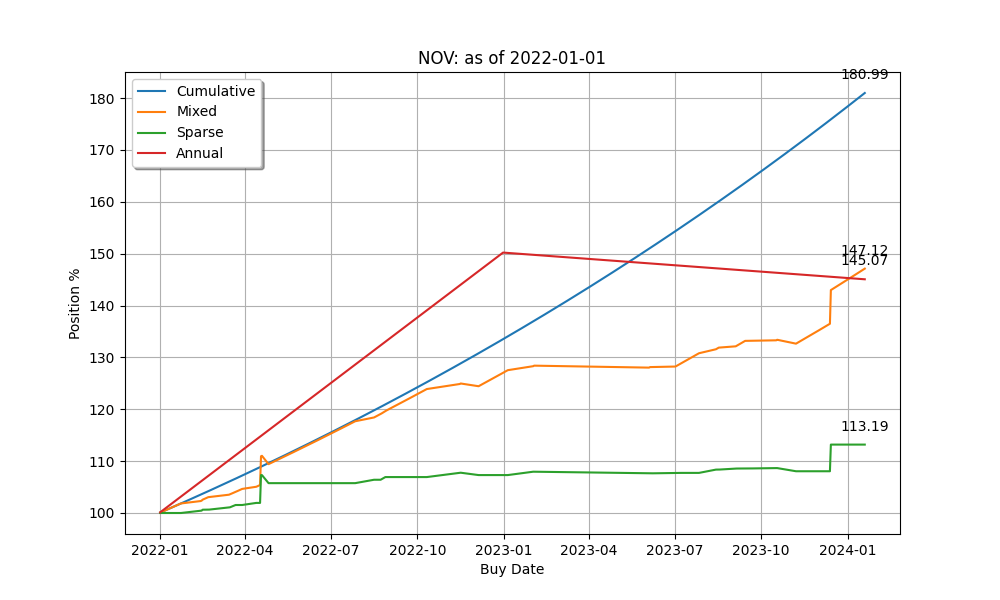 NOV: as of 2022-01-01
Cumulative
Mixed
Sparse
Annual
180.99
147.12
145.07
113.19
180
170
160
150
140
130
120
110
100
Position %
2022-01 2022-04 2022-07 2022-10 2023-01 2023-04 2023-07 2023-10 2024-01
Buy Date